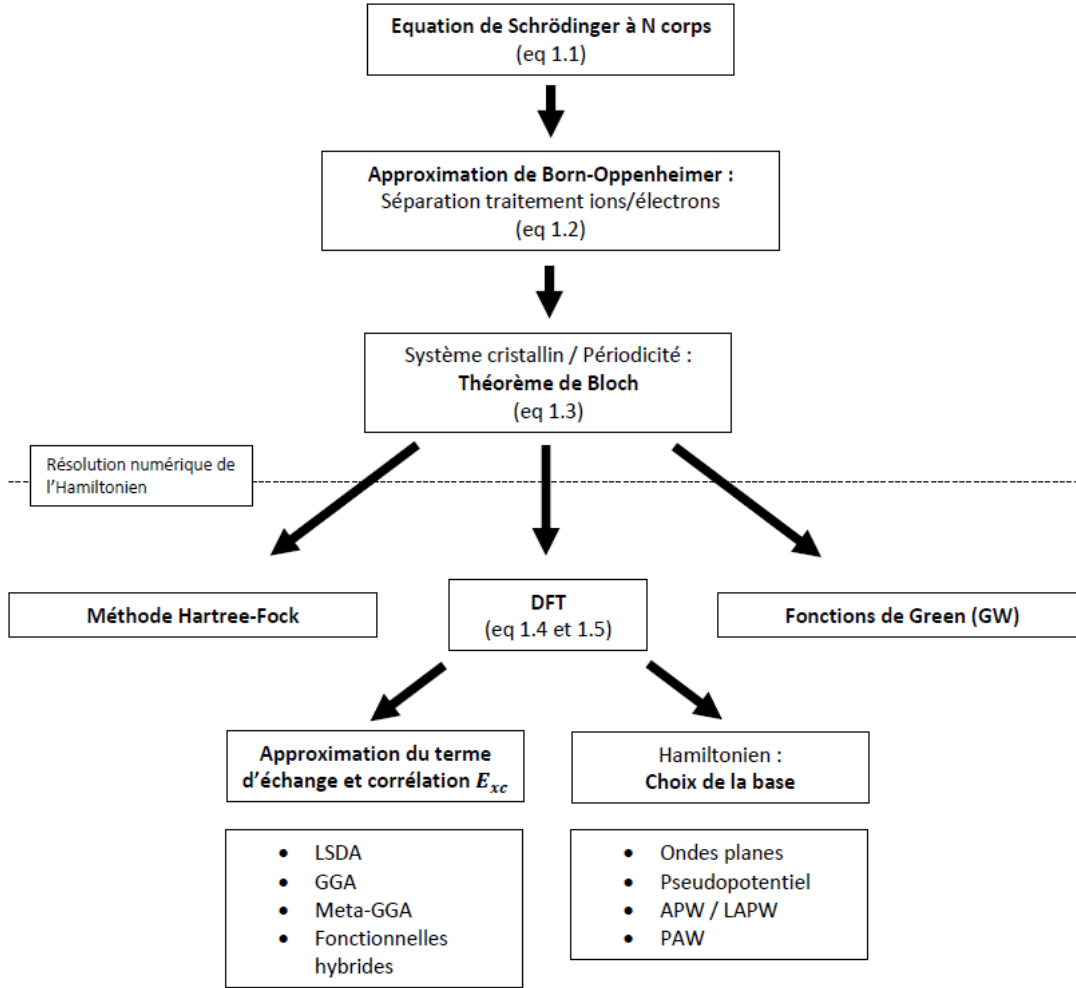 Equation de Schrödinger à N corps
(eq 1.1)
Approximation de Born-Oppenheimer :
Séparation traitement ions/électrons
(eq 1.2)
Système cristallin / Périodicité :
Théorème de Bloch
(eq 1.3)
Résolution numérique de
l’Hamiltonien
Méthode Hartree-Fock
DFT
(eq 1.4 et 1.5)
Fonctions de Green (GW)
Approximation du terme
d’échange et corrélation E_xc
Hamiltonien :
Choix de la base
• LSDA
• GGA
• Meta-GGA
• Fonctionnelles
hybrides
• Ondes planes
• Pseudopotentiel
• APW / LAPW
• PAW